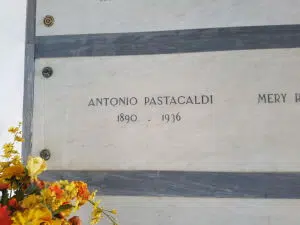 ANTONIO PASTACALDI
1890 - 1936
MERY